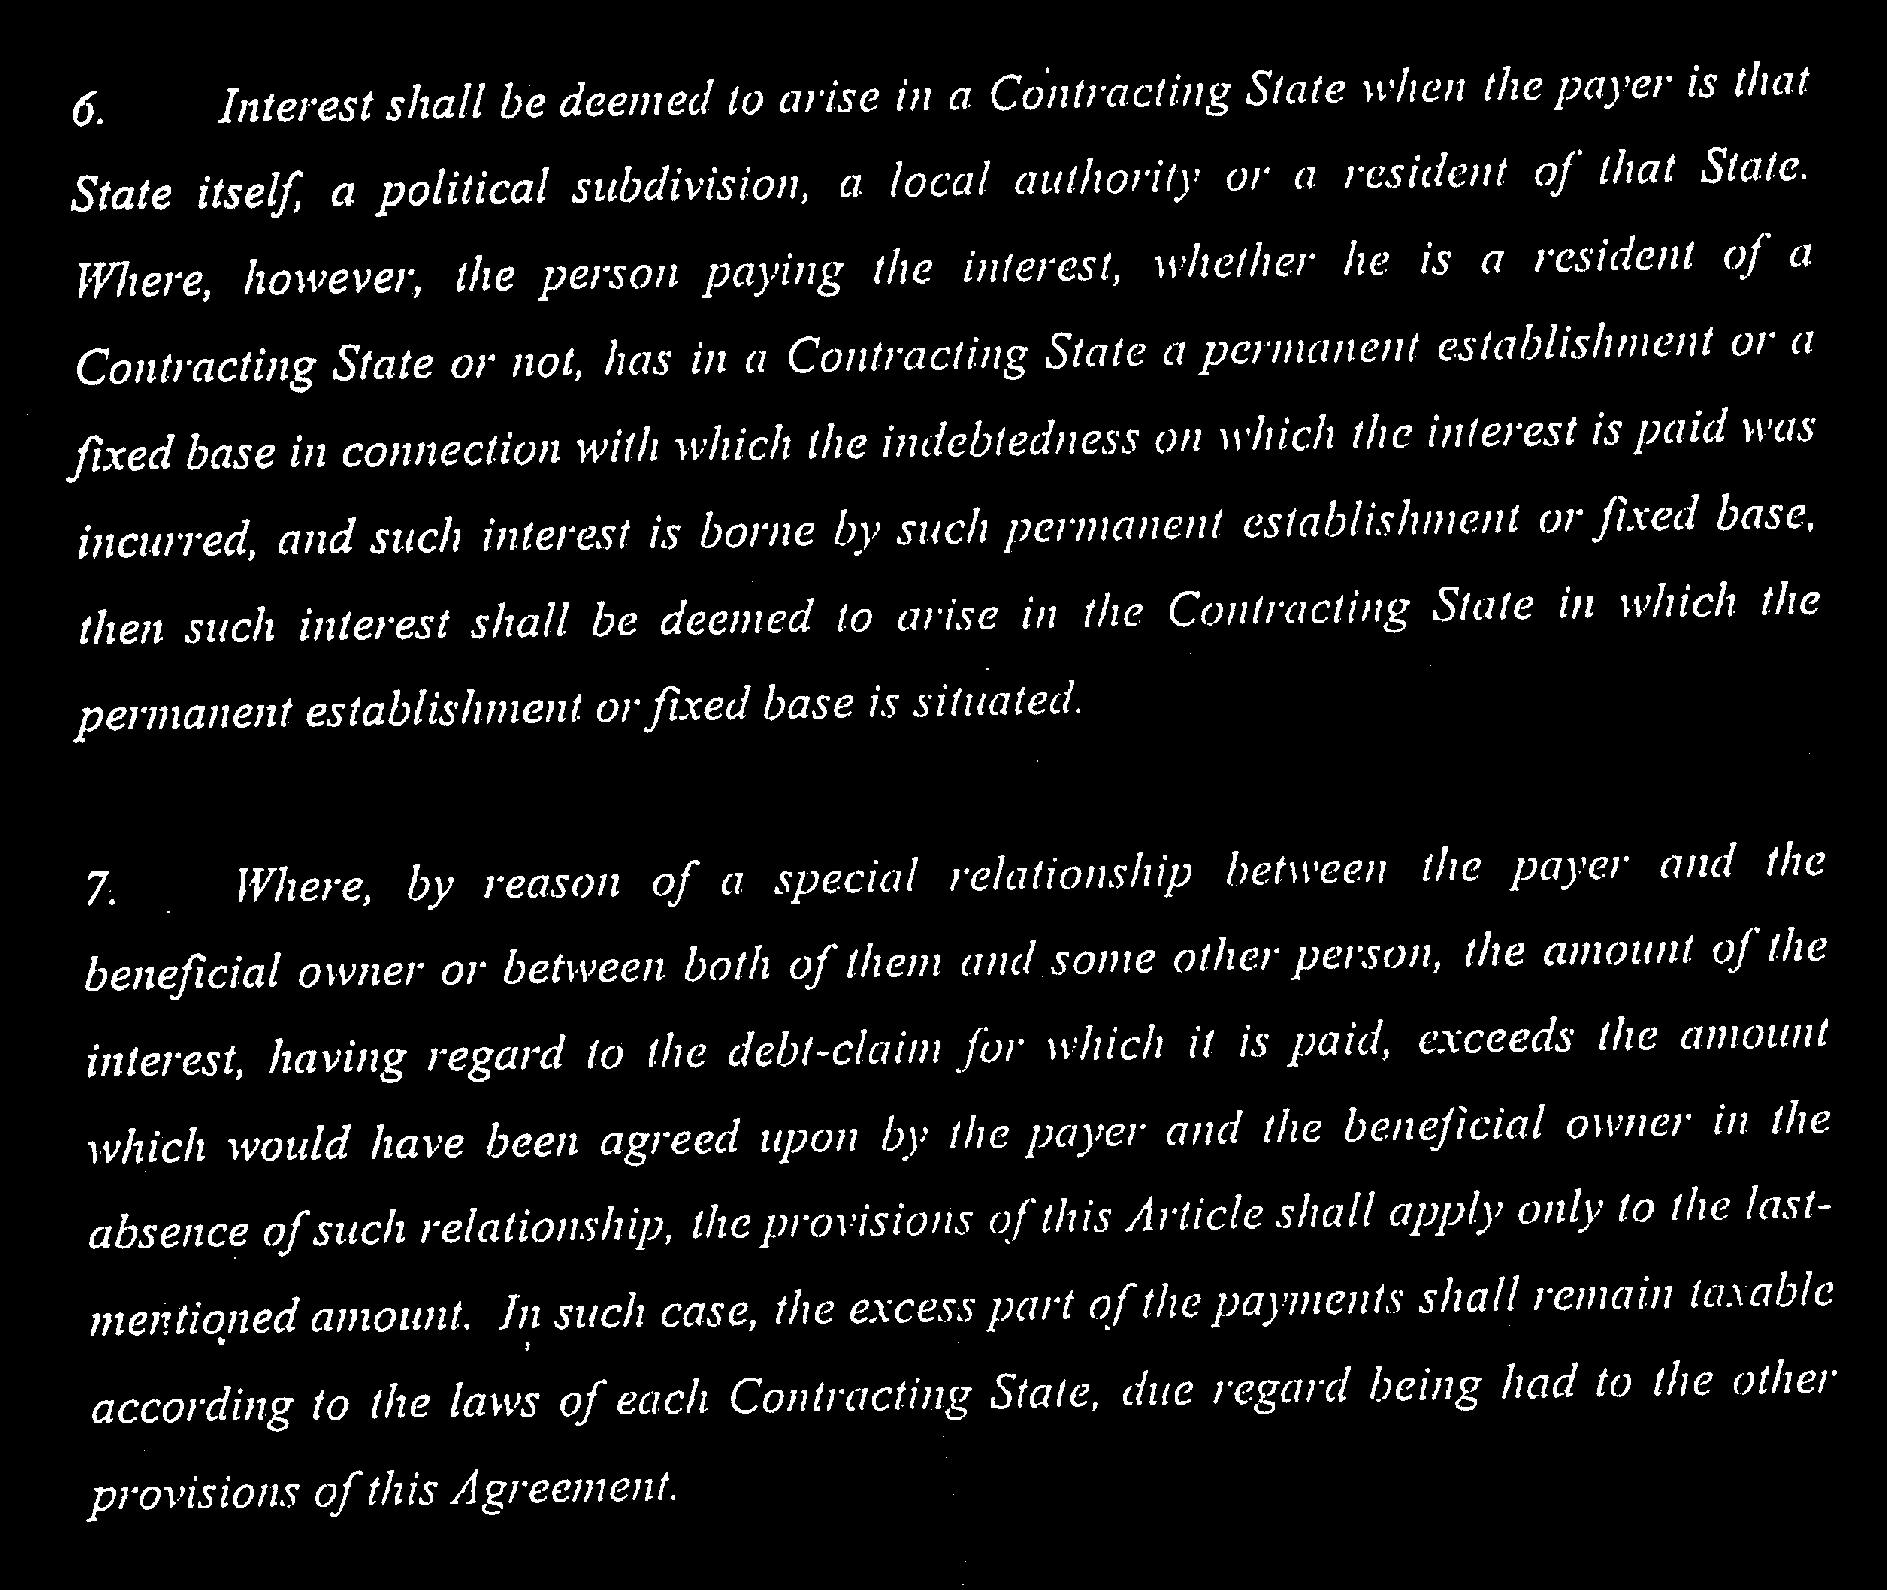 6. Interest shall be deemed to arise in a Contracting State when the payer is that
State itself, a political subdivision, a local authority or a resident of that State.
Where, however, the person paying the interest, whether he is a resident of a
Contracting State or not, has in a Contracting State a permanent establishment or a
fixed base in connection with which the indebtedness on which the interest is paid was
incurred, and such interest is borne by such permanent establishment or fixed base,
then such interest shall be deemed to arise in the Contracting State in which the
permanent establishment or fixed base is situated.
7. Where, by reason of a special relationship between the payer and the
beneficial owner or between both of them and some other person, the amount of the
interest, having regard to the debt-claim for which it is paid, exceeds the amount
which would have been agreed upon by the payer and the beneficial owner in the
absence of such relationship, the provisions of this Article shall apply only to the last-
mentioned amount. In such case, the excess part of the payments shall remain taxable
according to the laws of each Contracting State, due regard being had to the other
provisions of this Agreement.